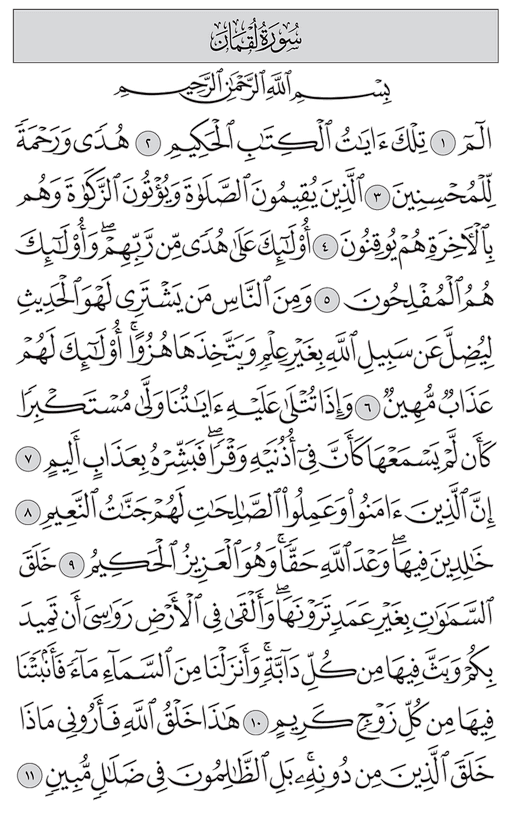 سُورَةُ لُقۡمَانَ
بِسۡمِ ٱللَّهِ ٱلرَّحۡمَٰنِ ٱلرَّحِيمِ
الٓمٓ ١ تِلۡكَ ءَايَٰتُ ٱلۡكِتَٰبِ ٱلۡحَكِيمِ ٢ هُدٗى وَرَحۡمَةٗ
لِّلۡمُحۡسِنِينَ ٣ ٱلَّذِينَ يُقِيمُونَ ٱلصَّلَوٰةَ وَيُؤۡتُونَ ٱلزَّكَوٰةَ وَهُم
بِٱلۡأٓخِرَةِ هُمۡ يُوقِنُونَ ٤ أُوْلَٰٓئِكَ عَلَىٰ هُدٗى مِّن رَّبِّهِمۡۖ وَأُوْلَٰٓئِكَ
هُمُ ٱلۡمُفۡلِحُونَ ٥ وَمِنَ ٱلنَّاسِ مَن يَشۡتَرِي لَهۡوَ ٱلۡحَدِيثِ
لِيُضِلَّ عَن سَبِيلِ ٱللَّهِ بِغَيۡرِ عِلۡمٖ وَيَتَّخِذَهَا هُزُوًاۚ أُوْلَٰٓئِكَ لَهُمۡ
عَذَابٞ مُّهِينٞ ٦ وَإِذَا تُتۡلَىٰ عَلَيۡهِ ءَايَٰتُنَا وَلَّىٰ مُسۡتَكۡبِرٗا
كَأَن لَّمۡ يَسۡمَعۡهَا كَأَنَّ فِيٓ أُذُنَيۡهِ وَقۡرٗاۖ فَبَشِّرۡهُ بِعَذَابٍ أَلِيمٍ ٧
إِنَّ ٱلَّذِينَ ءَامَنُواْ وَعَمِلُواْ ٱلصَّٰلِحَٰتِ لَهُمۡ جَنَّٰتُ ٱلنَّعِيمِ ٨
خَٰلِدِينَ فِيهَاۖ وَعۡدَ ٱللَّهِ حَقّٗاۚ وَهُوَ ٱلۡعَزِيزُ ٱلۡحَكِيمُ ٩ خَلَقَ
ٱلسَّمَٰوَٰتِ بِغَيۡرِ عَمَدٖ تَرَوۡنَهَاۖ وَأَلۡقَىٰ فِي ٱلۡأَرۡضِ رَوَٰسِيَ أَن تَمِيدَ
بِكُمۡ وَبَثَّ فِيهَا مِن كُلِّ دَآبَّةٖۚ وَأَنزَلۡنَا مِنَ ٱلسَّمَآءِ مَآءٗ فَأَنۢبَتۡنَا
فِيهَا مِن كُلِّ زَوۡجٖ كَرِيمٍ ١٠ هَٰذَا خَلۡقُ ٱللَّهِ فَأَرُونِي مَاذَا
خَلَقَ ٱلَّذِينَ مِن دُونِهِۦۚ بَلِ ٱلظَّٰلِمُونَ فِي ضَلَٰلٖ مُّبِينٖ ١١